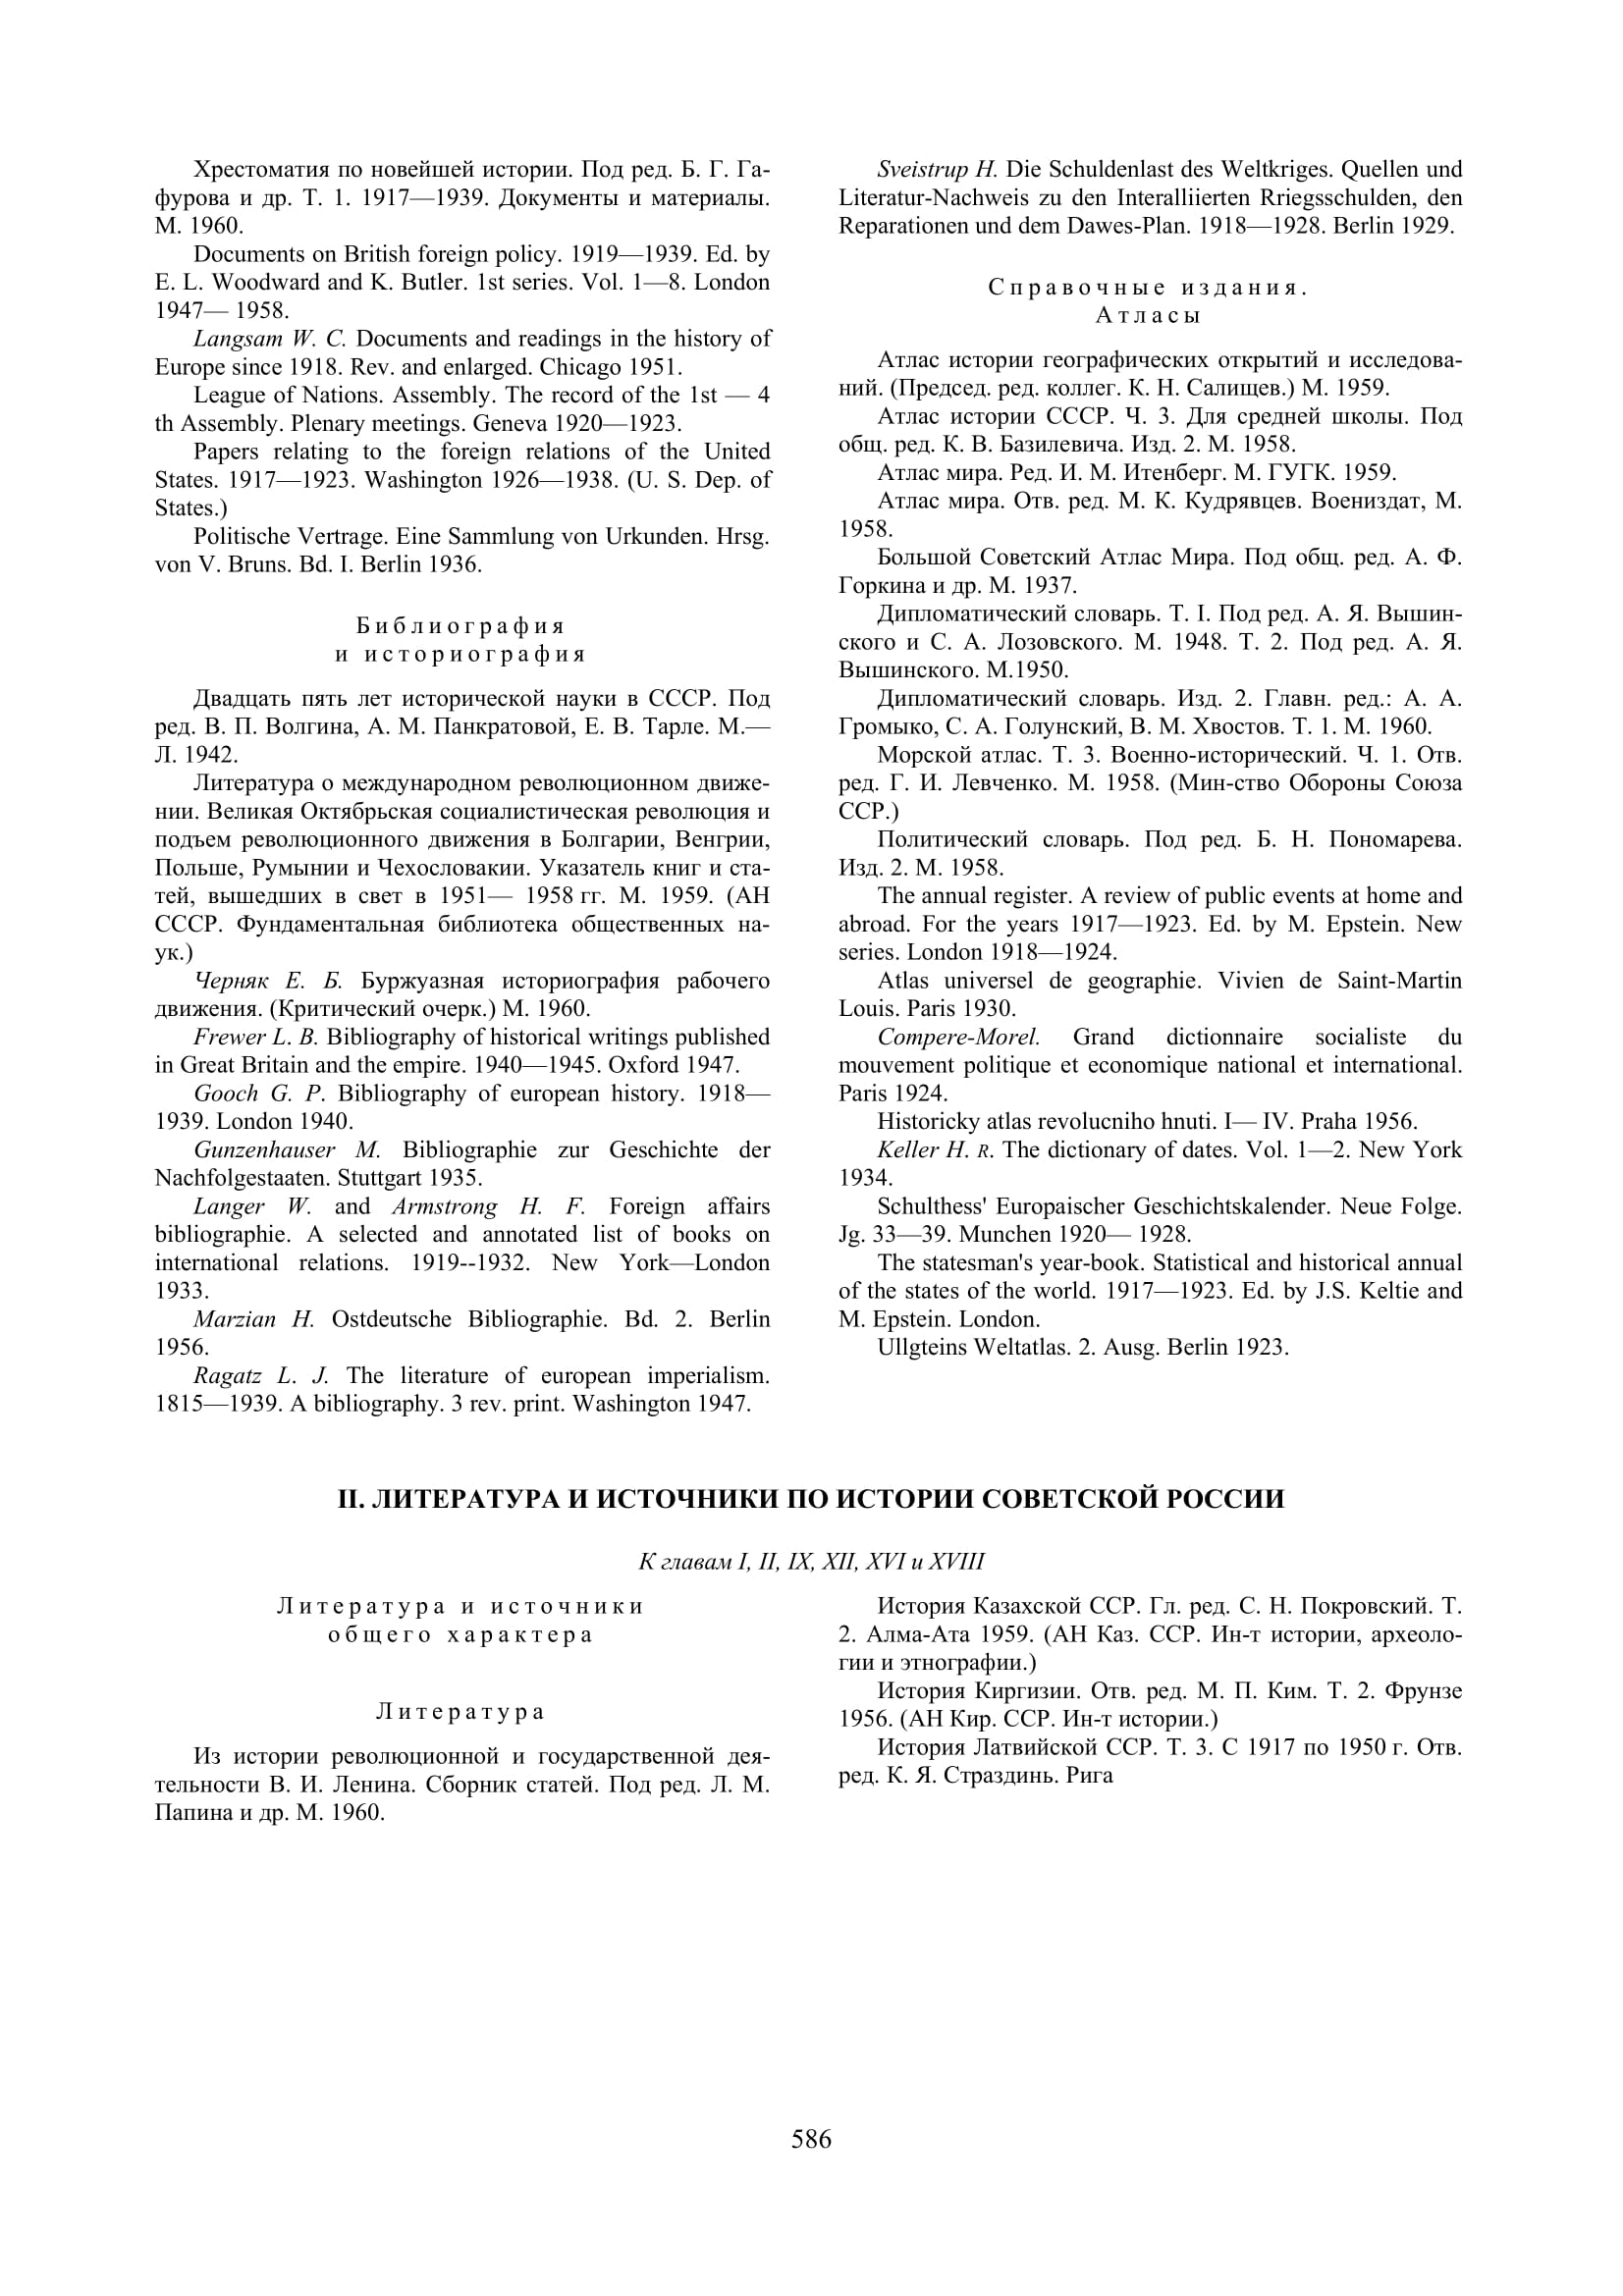 Хрестоматия по новейшей истории. Под ред. Б. Г. Га-
фурова и др. Т. 1. 1917—1939. Документы и материалы.
М. 1960.
Documents on British foreign policy. 1919—1939. Ed. by
E. L. Woodward and K. Butler. 1st series. Vol. 1—8. London
1947— 1958.
Langsam W. C. Documents and readings in the history of
Europe since 1918. Rev. and enlarged. Chicago 1951.
League of Nations. Assembly. The record of the 1st — 4
th Assembly. Plenary meetings. Geneva 1920—1923.
Papers relating to the foreign relations of the United
States. 1917—1923. Washington 1926—1938. (U. S. Dep. of
States.)
Politische Vertrage. Eine Sammlung von Urkunden. Hrsg.
von V. Bruns. Bd. I. Berlin 1936.
Библиография
и историография
Двадцать пять лет исторической науки в СССР. Под
ред. В. П. Волгина, А. М. Панкратовой, Е. В. Тарле. М.—
Л. 1942.
Литература о международном революционном движе-
нии. Великая Октябрьская социалистическая революция и
подъем революционного движения в Болгарии, Венгрии,
Польше, Румынии и Чехословакии. Указатель книг и ста-
тей, вышедших в свет в 1951— 1958 гг. М. 1959. (АН
СССР. Фундаментальная библиотека общественных на-
ук.)
Черняк Е. Б. Буржуазная историография рабочего
движения. (Критический очерк.) М. 1960.
Frewer L. B. Bibliography of historical writings published
in Great Britain and the empire. 1940—1945. Oxford 1947.
Gooch G. P. Bibliography of european history. 1918—
1939. London 1940.
Gunzenhauser M. Bibliographie zur Geschichte der
Nachfolgestaaten. Stuttgart 1935.
Langer W. and Armstrong H. F. Foreign affairs
bibliographie. A selected and annotated list of books on
international relations. 1919--1932. New York—London
1933.
Marzian H. Ostdeutsche Bibliographie. Bd. 2. Berlin
1956.
Ragatz L. J. The literature of european imperialism.
1815—1939. A bibliography. 3 rev. print. Washington 1947.
Sveistrup H. Die Schuldenlast des Weltkriges. Quellen und
Literatur-Nachweis zu den Interalliierten Rriegsschulden, den
Reparationen und dem Dawes-Plan. 1918—1928. Berlin 1929.
Справочные издания.
Атласы
Атлас истории географических открытий и исследова-
ний. (Председ. ред. коллег. К. Н. Салищев.) М. 1959.
Атлас истории СССР. Ч. 3. Для средней школы. Под
общ. ред. К. В. Базилевича. Изд. 2. М. 1958.
Атлас мира. Ред. И. М. Итенберг. М. ГУГК. 1959.
Атлас мира. Отв. ред. М. К. Кудрявцев. Воениздат, М.
1958.
Большой Советский Атлас Мира. Под общ. ред. А. Ф.
Горкина и др. М. 1937.
Дипломатический словарь. Т. I. Под ред. А. Я. Вышин-
ского и С. А. Лозовского. М. 1948. Т. 2. Под ред. А. Я.
Вышинского. М.1950.
Дипломатический словарь. Изд. 2. Главн. ред.: А. А.
Громыко, С. А. Голунский, В. М. Хвостов. Т. 1. М. 1960.
Морской атлас. Т. 3. Военно-исторический. Ч. 1. Отв.
ред. Г. И. Левченко. М. 1958. (Мин-ство Обороны Союза
ССР.)
Политический словарь. Под ред. Б. Н. Пономарева.
Изд. 2. М. 1958.
The annual register. A review of public events at home and
abroad. For the years 1917—1923. Ed. by M. Epstein. New
series. London 1918—1924.
Atlas universel de geographie. Vivien de Saint-Martin
Louis. Paris 1930.
Compere-Morel. Grand dictionnaire socialiste du
mouvement politique et economique national et international.
Paris 1924.
Historicky atlas revolucniho hnuti. I— IV. Praha 1956.
Keller H. R. The dictionary of dates. Vol. 1—2. New York
1934.
Schulthess' Europaischer Geschichtskalender. Neue Folge.
Jg. 33—39. Munchen 1920— 1928.
The statesman's year-book. Statistical and historical annual
of the states of the world. 1917—1923. Ed. by J.S. Keltie and
M. Epstein. London.
Ullgteins Weltatlas. 2. Ausg. Berlin 1923.
II. ЛИТЕРАТУРА И ИСТОЧНИКИ ПО ИСТОРИИ СОВЕТСКОЙ РОССИИ
К главам I, II, IX, XII, XVI и XVIII
Литература и источники
общего характера
Литература
Из истории революционной и государственной дея-
тельности В. И. Ленина. Сборник статей. Под ред. Л. М.
Папина и др. М. 1960.
История Казахской ССР. Гл. ред. С. Н. Покровский. Т.
2. Алма-Ата 1959. (АН Каз. ССР. Ин-т истории, археоло-
гии и этнографии.)
История Киргизии. Отв. ред. М. П. Ким. Т. 2. Фрунзе
1956. (АН Кир. ССР. Ин-т истории.)
История Латвийской ССР. Т. 3. С 1917 по 1950 г. Отв.
ред. К. Я. Страздинь. Рига
586